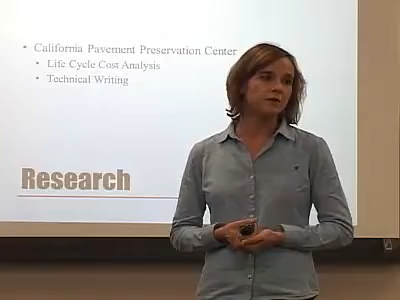 • California Pavement Preservation Center
• Life Cycle Cost Analysis
• Technical Writing
Research